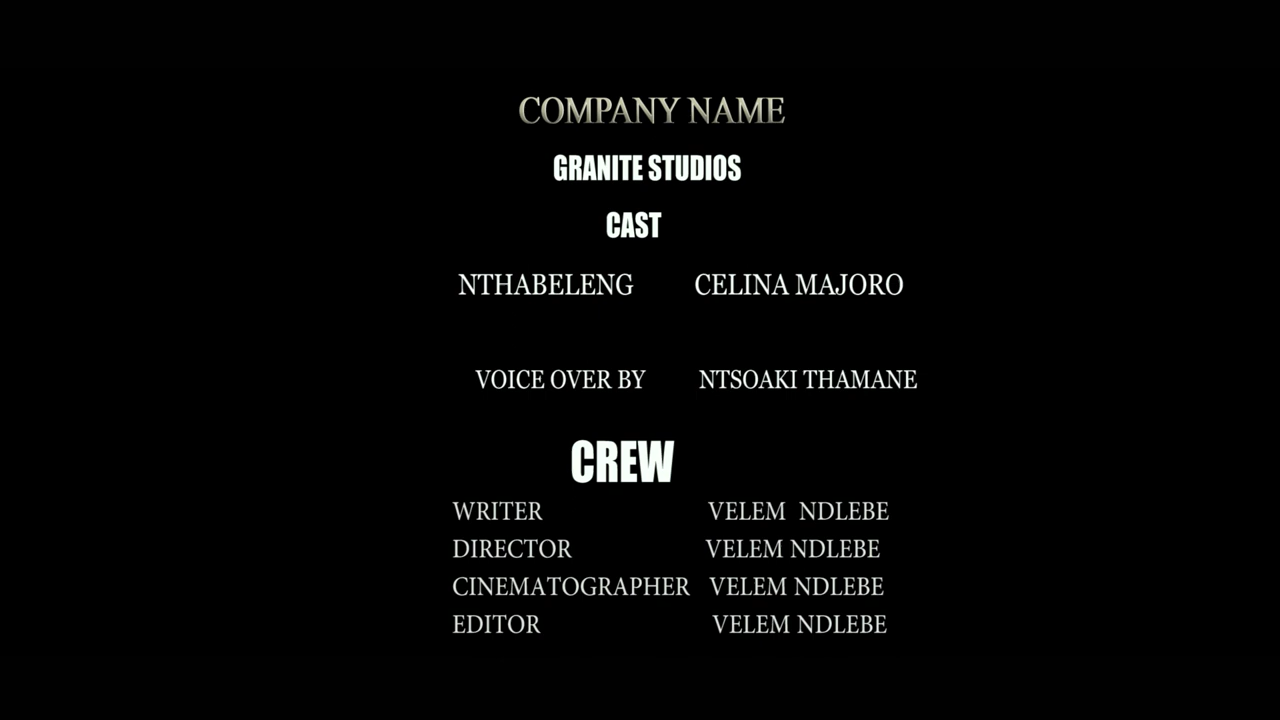 COMPANY NAME
GRANITE STUDIOS
CAST
NTHABELENG CELINA MAJORO
VOICE OVER BY NTSOAKI THAMANE
CREW
WRITER VELEM NDLEBE
DIRECTOR VELEM NDLEBE
CINEMATOGRAPHER VELEM NDLEBE
EDITOR VELEM NDLEBE